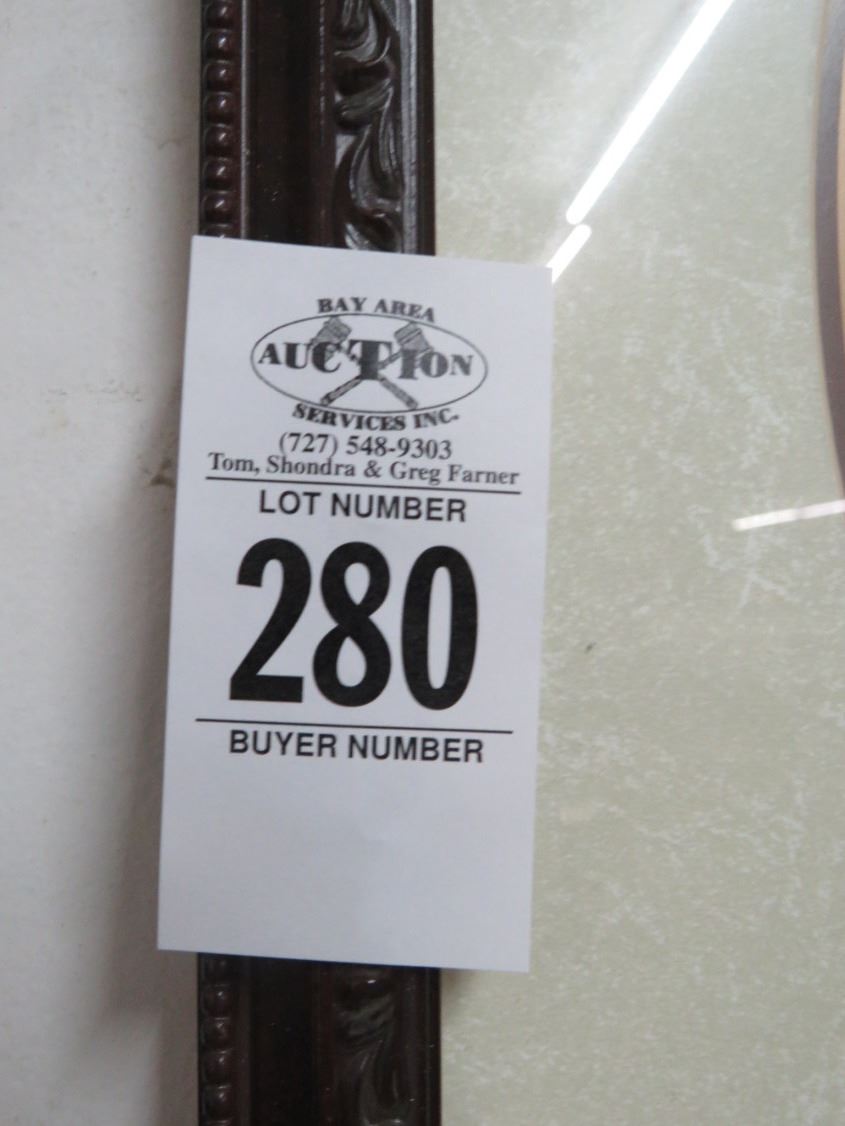 BAY AREA
AUCTION
SERVICES INC.
(727) 548-9303
Tom, Shondra & Greg Farner
LOT NUMBER
280
BUYER NUMBER